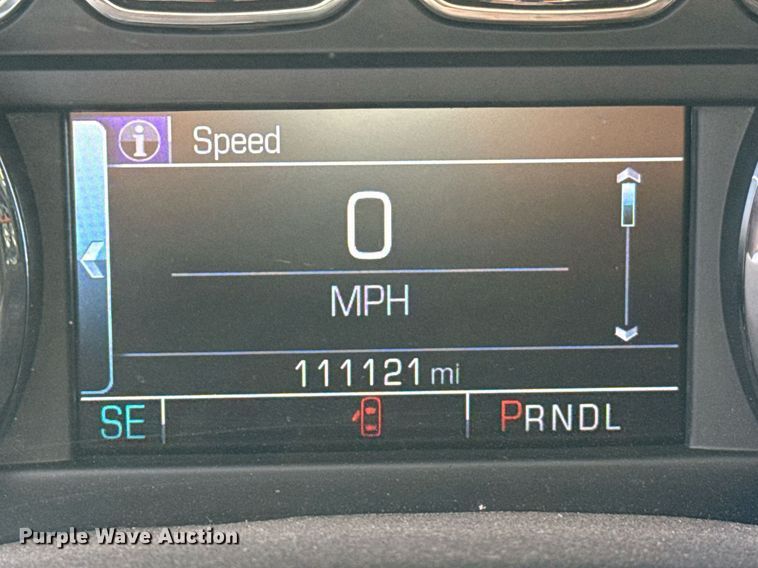 i Speed
0
MPH
111121 mi
SE PRNDL
Purple Wave Auction